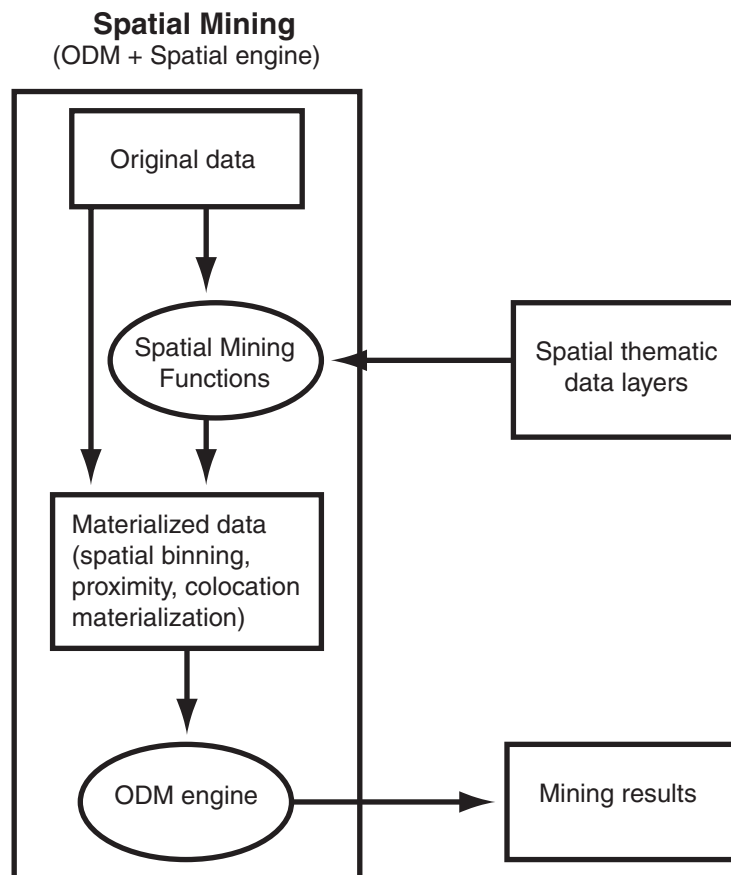 Spatial Mining
(ODM + Spatial engine)
Original data
Spatial Mining
Functions
Spatial thematic
data layers
Materialized data
(spatial binning,
proximity, colocation
materialization)
ODM engine
Mining results